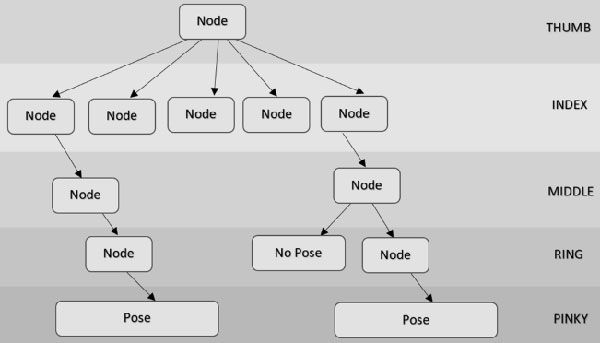 Node
THUMB
Node
Node
Node
Node
Node
INDEX
Node
Node
MIDDLE
Node
No Pose
Node
RING
Pose
Pose
PINKY